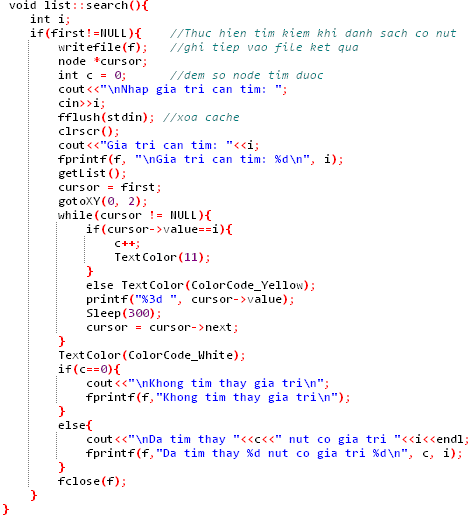 void list::search(){
    int i;
    if(first!=NULL){    //Thuc hien tim kiem khi danh sach co nut
        writefile(f);   //ghi tiep vao file ket qua
        node *cursor;
        int c = 0;      //dem so node tim duoc
        cout<<"\nNhap gia tri can tim: ";
        cin>>i;
        fflush(stdin); //xoa cache
        clrscr();
        cout<<"Gia tri can tim: "<<i;
        fprintf(f, "\nGia tri can tim: %d\n", i);
        getList();
        cursor = first;
        gotoXY(0, 2);
        while(cursor != NULL){
            if(cursor->value==i){
                c++;
                TextColor(11);
            }
            else TextColor(ColorCode_Yellow);
            printf("%3d ", cursor->value);
            Sleep(300);
            cursor = cursor->next;
        }
        TextColor(ColorCode_White);
        if(c==0){
            cout<<"\nKhong tim thay gia tri\n";
            fprintf(f,"Khong tim thay gia tri\n");
        }
        else{
            cout<<"\nDa tim thay "<<c<<" nut co gia tri "<<i<<endl;
            fprintf(f,"Da tim thay %d nut co gia tri %d\n", c, i);
        }
        fclose(f);
    }
}